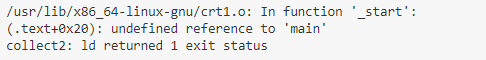 /usr/lib/x86_64-linux-gnu/crt1.o: In function '_start':
(.text+0x20): undefined reference to 'main'
collect2: ld returned 1 exit status